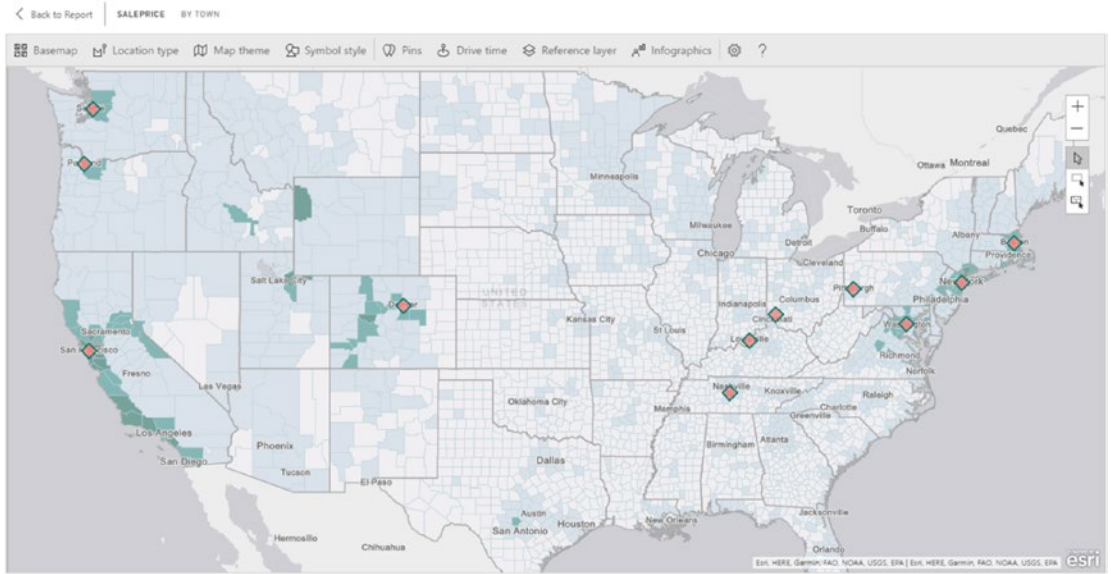 Back to Report SALEPRICE BY TOWN
Basemap Location type Map theme Symbol style Pins Drive time Reference layer Infographics ?
Quebec
Ottawa Montreal
Minneapolis
Toronto
Milwaukee Buffalo Albany
Detroit Providence
Chicago Cleveland
Salt Lake City UNITED STATES Philadelphia
Indianapolis Columbus
Sacramento Kansas City St Louis
Richmond
Fresno Norfolk
Las Vegas Knoxville Raleigh
Oklahoma City Memphis Charlotte
Greenville
Los Angeles Phoenix Birmingham Atlanta
San Diego Tucson Dallas
El Paso
Austin Jacksonville
San Antonio Houston New Orleans
Hermosillo Chihuahua
Orlando
Esri, HERE, Garmin, FAO, NOAA, USGS, EPA | Esri, HERE, Garmin, FAO, NOAA, USGS, EPA esri